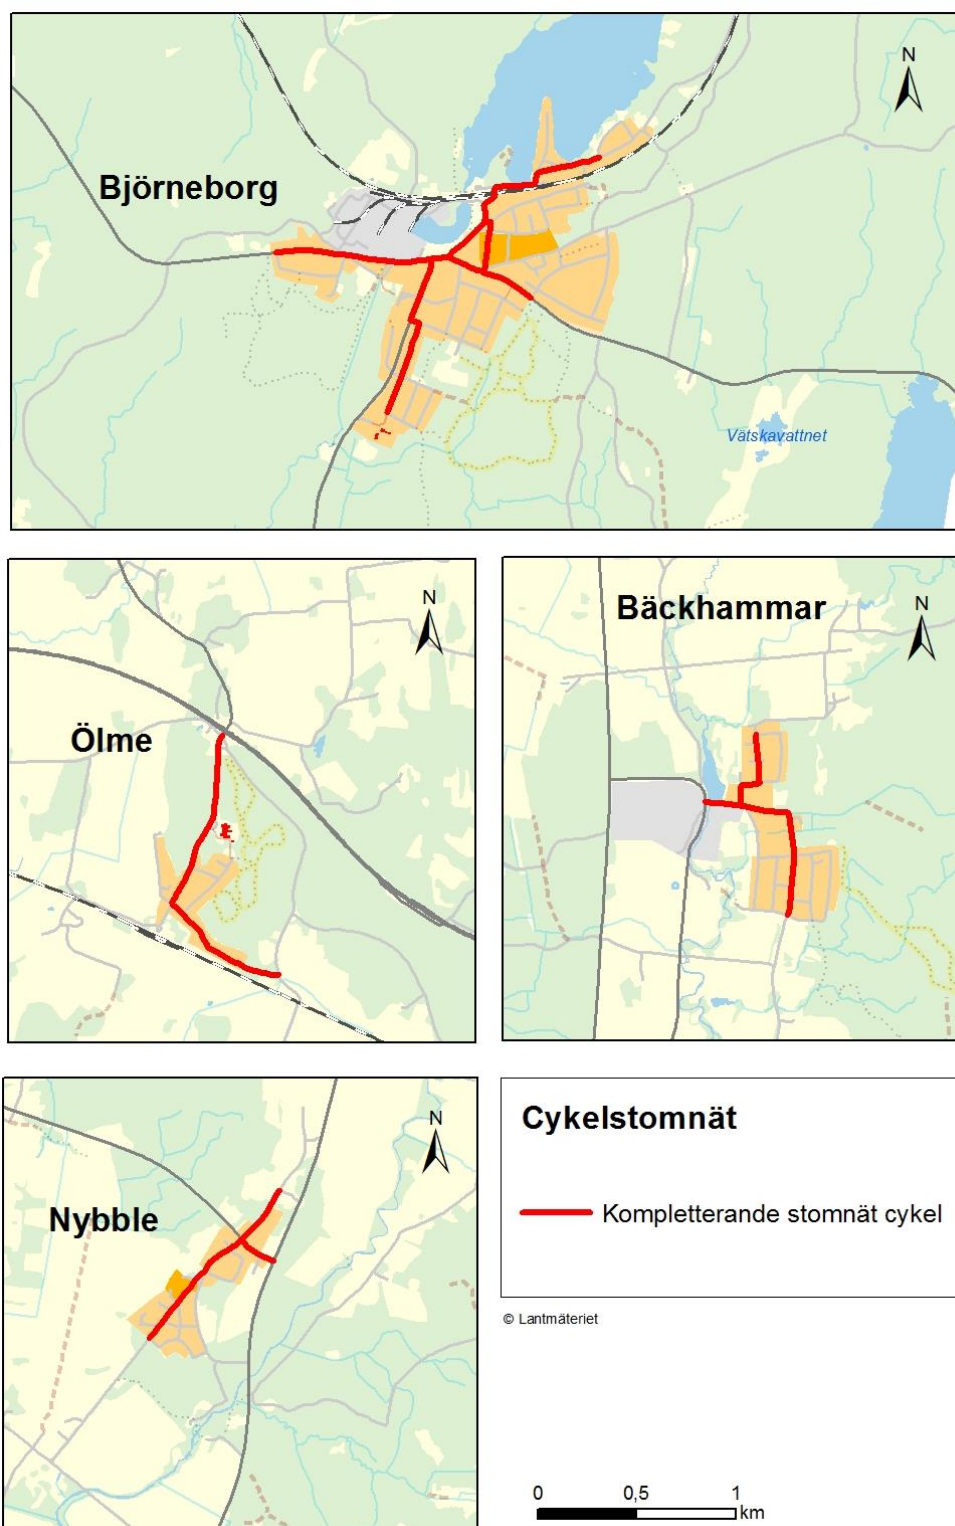 N
Björneborg
Vätskavattnet
N
Ölme
N
Bäckhammar
N
Nybble
Cykelstomnät
Kompletterande stomnät cykel
© Lantmäteriet
0 0,5 1
km